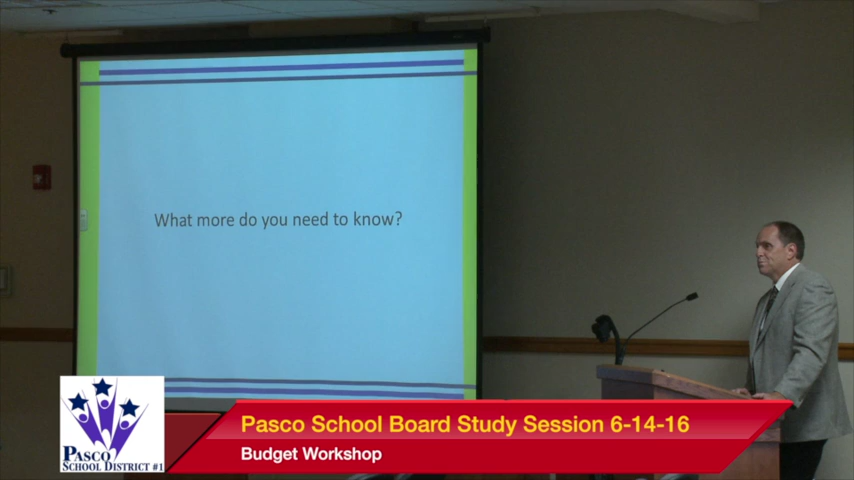 What more do you need to know?
Pasco School Board Study Session 6-14-16
Budget Workshop
PASCO
SCHOOL DISTRICT #1